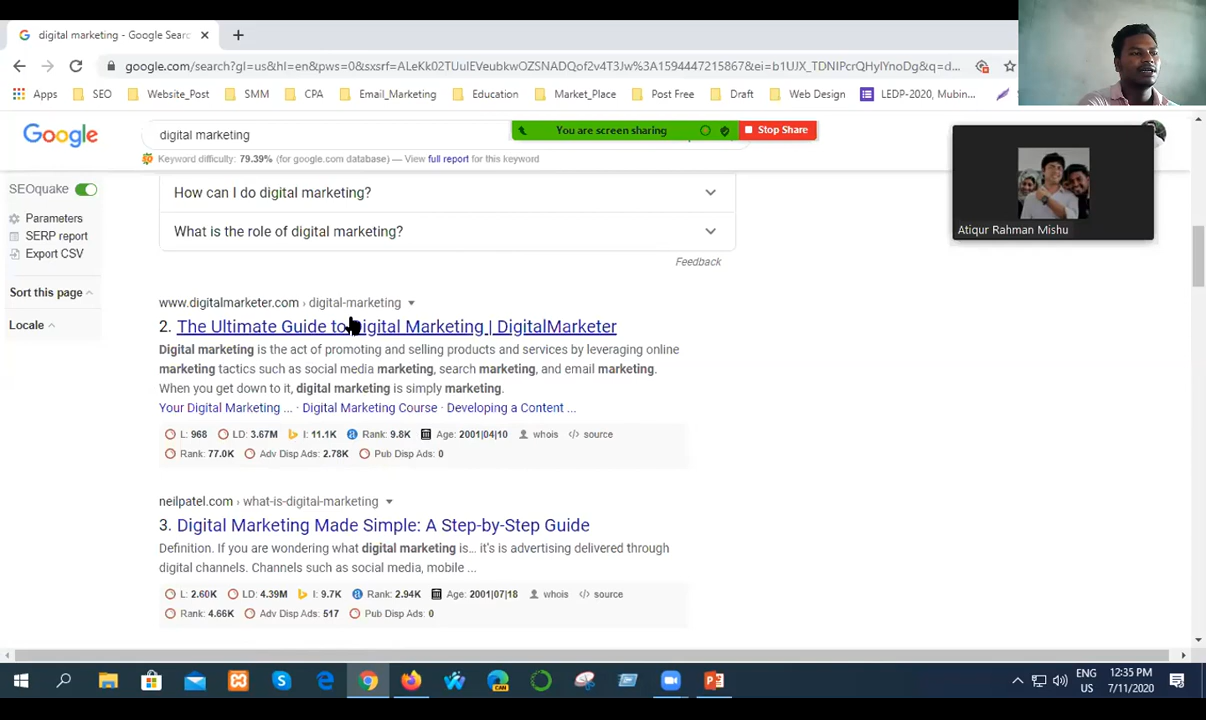 digital marketing - Google Searc
google.com/search?gl=us&hl=en&pws=0&sxsrf=ALeKk02TUulEVeubkwOZSNADQof2v4T3Jw%3A1594447215867&ei=b1UJX_TDNIPcrQHylYnoDg&q=d...
Apps SEO Website_Post SMM CPA Email_Marketing Education Market_Place Post Free Draft Web Design LEDP-2020, Mubin...
Google
digital marketing
You are screen sharing
Stop Share
Keyword difficulty: 79.39% (for google.com database) — View full report for this keyword
SEOquake
Parameters
SERP report
Export CSV
Sort this page
Locale
How can I do digital marketing?
What is the role of digital marketing?
Feedback
Atiqur Rahman Mishu
www.digitalmarketer.com › digital-marketing
2. The Ultimate Guide to Digital Marketing | DigitalMarketer
Digital marketing is the act of promoting and selling products and services by leveraging online
marketing tactics such as social media marketing, search marketing, and email marketing.
When you get down to it, digital marketing is simply marketing.
Your Digital Marketing ... · Digital Marketing Course · Developing a Content ...
L: 968 LD: 3.67M I: 11.1K Rank: 9.8K Age: 2001|04|10 whois </> source
Rank: 77.0K Adv Disp Ads: 2.78K Pub Disp Ads: 0
neilpatel.com › what-is-digital-marketing
3. Digital Marketing Made Simple: A Step-by-Step Guide
Definition. If you are wondering what digital marketing is... it's is advertising delivered through
digital channels. Channels such as social media, mobile ...
L: 2.60K LD: 4.39M I: 9.7K Rank: 2.94K Age: 2001|07|18 whois </> source
Rank: 4.66K Adv Disp Ads: 517 Pub Disp Ads: 0
CAN
ENG
US
12:35 PM
7/11/2020